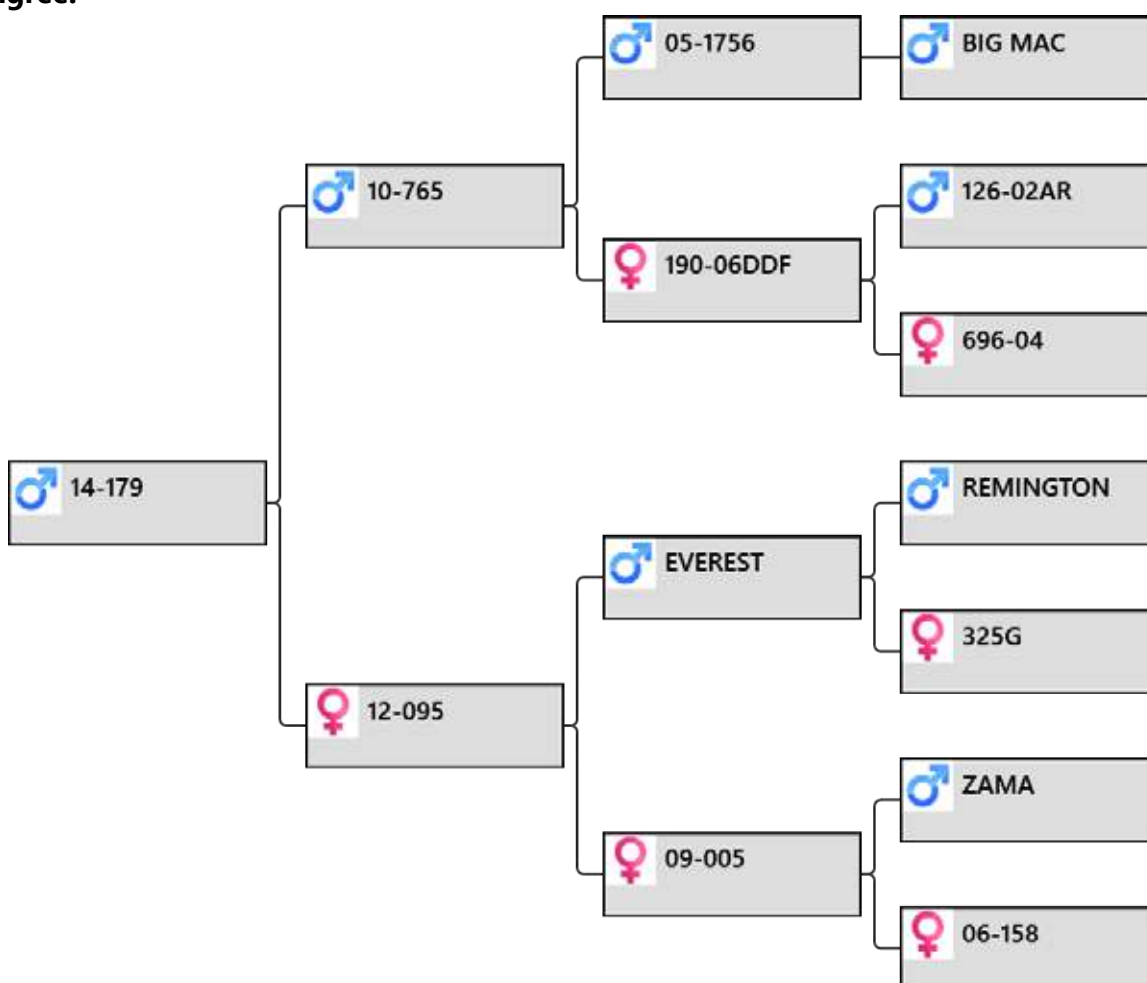 05-1756
BIG MAC
10-765
126-02AR
190-06DDF
696-04
14-179
REMINGTON
EVEREST
325G
12-095
ZAMA
09-005
06-158